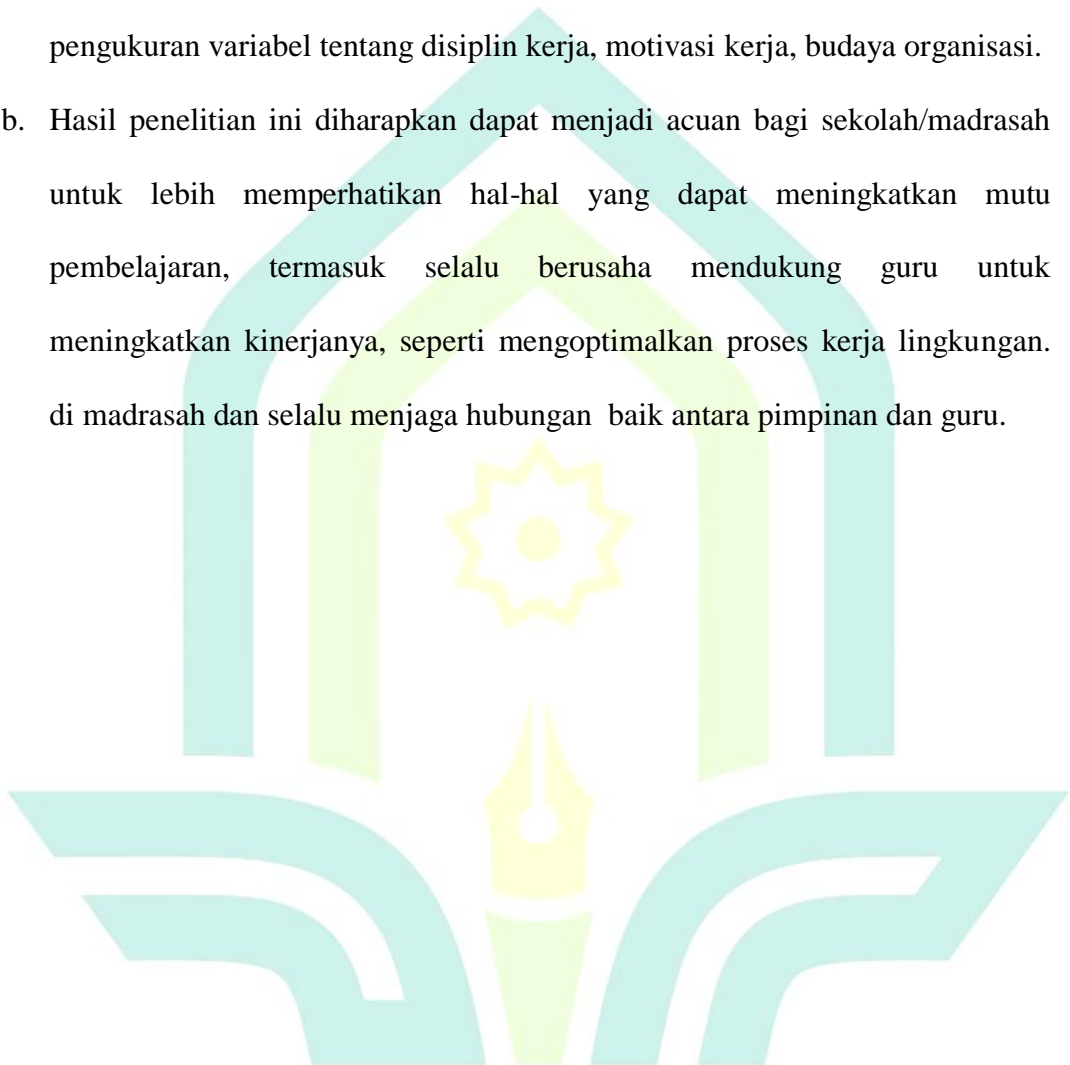 pengukuran variabel tentang disiplin kerja, motivasi kerja, budaya organisasi.
b. Hasil penelitian ini diharapkan dapat menjadi acuan bagi sekolah/madrasah
untuk lebih memperhatikan hal-hal yang dapat meningkatkan mutu
pembelajaran, termasuk selalu berusaha mendukung guru untuk
meningkatkan kinerjanya, seperti mengoptimalkan proses kerja lingkungan.
di madrasah dan selalu menjaga hubungan baik antara pimpinan dan guru.